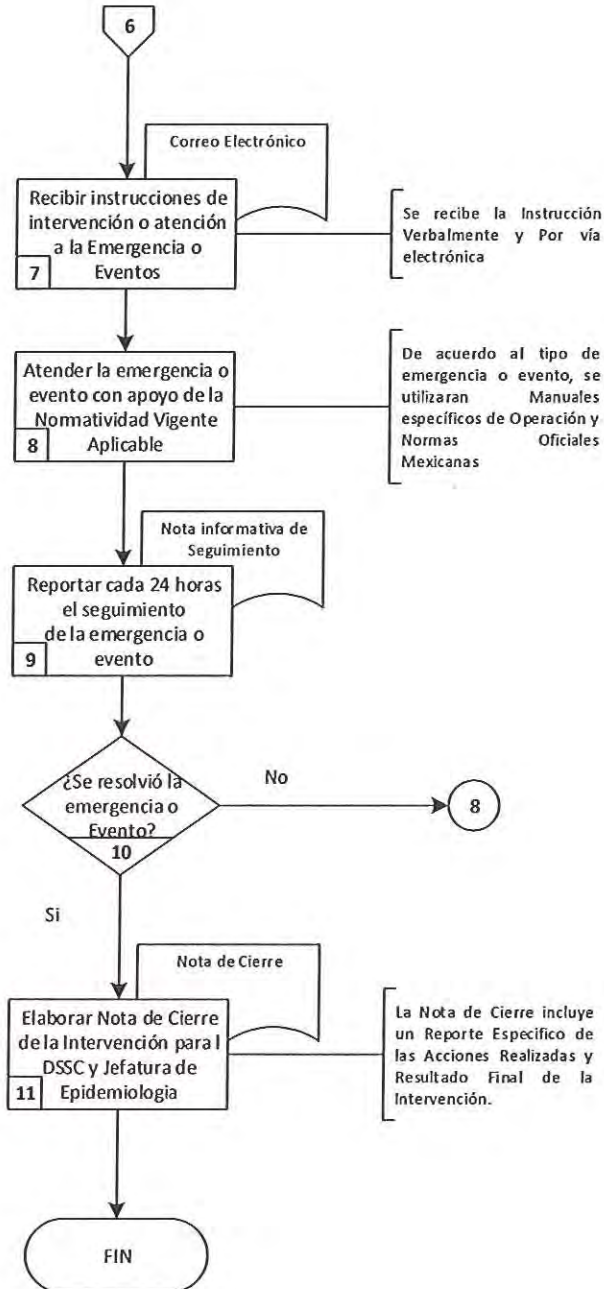 6
Correo Electrónico
Recibir instrucciones de
intervención o atención
a la Emergencia o
Eventos
7
Se recibe la Instrucción
Verbalmente y Por vía
electrónica
Atender la emergencia o
evento con apoyo de la
Normatividad Vigente
Aplicable
8
De acuerdo al tipo de
emergencia o evento, se
utilizaran Manuales
específicos de Operación y
Normas Oficiales
Mexicanas
Nota informativa de
Seguimiento
Reportar cada 24 horas
el seguimiento
de la emergencia o
evento
9
¿Se resolvió la
emergencia o
Evento?
10
No
8
Si
Nota de Cierre
Elaborar Nota de Cierre
de la Intervención para l
DSSC y Jefatura de
Epidemiologia
11
La Nota de Cierre incluye
un Reporte Especifico de
las Acciones Realizadas y
Resultado Final de la
Intervención.
FIN